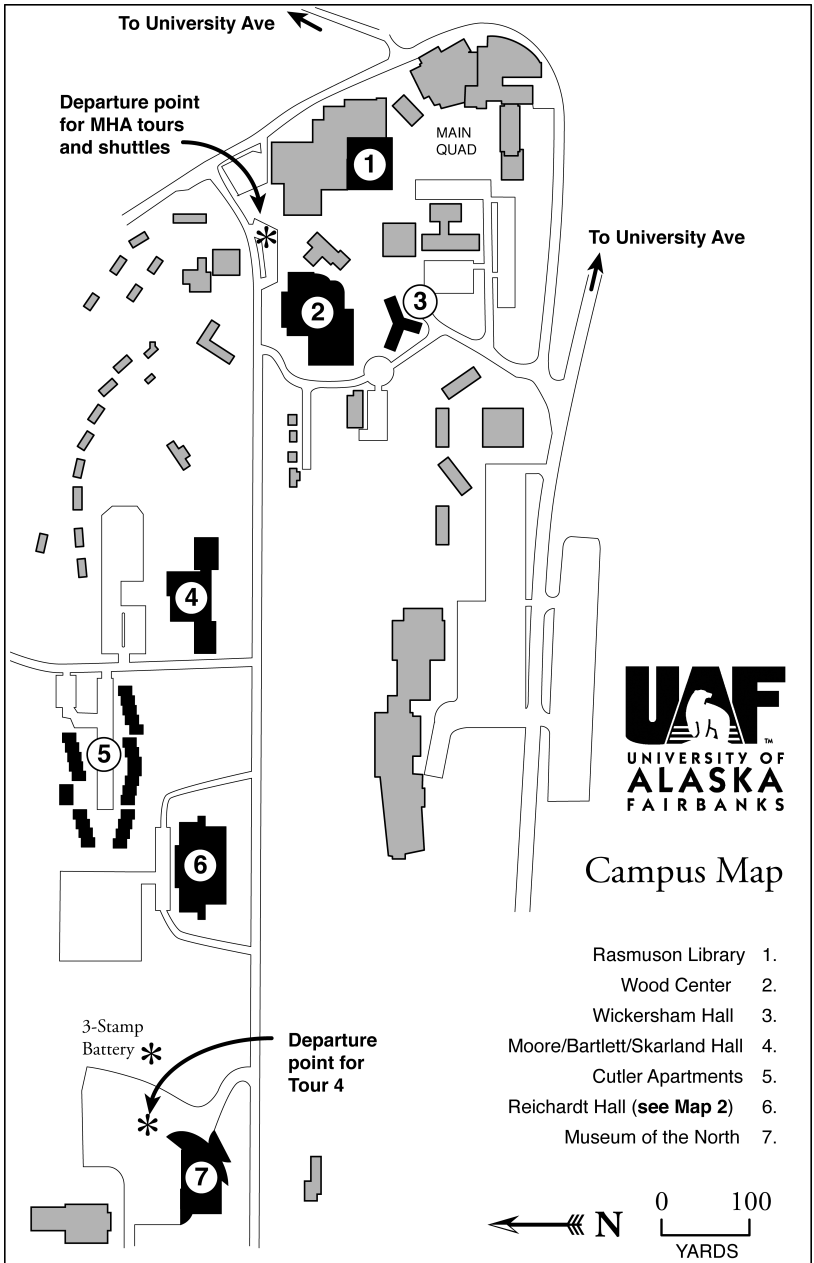 To University Ave
Departure point
for MHA tours
and shuttles
MAIN
QUAD
1
*
To University Ave
2
3
4
5
UAF
TM
UNIVERSITY OF
ALASKA
FAIRBANKS
6
Campus Map
Rasmuson Library 1.
Wood Center 2.
Wickersham Hall 3.
Moore/Bartlett/Skarland Hall 4.
Cutler Apartments 5.
Reichardt Hall (see Map 2) 6.
Museum of the North 7.
3-Stamp
Battery *
Departure
point for
Tour 4
*
7
N
0 100
YARDS